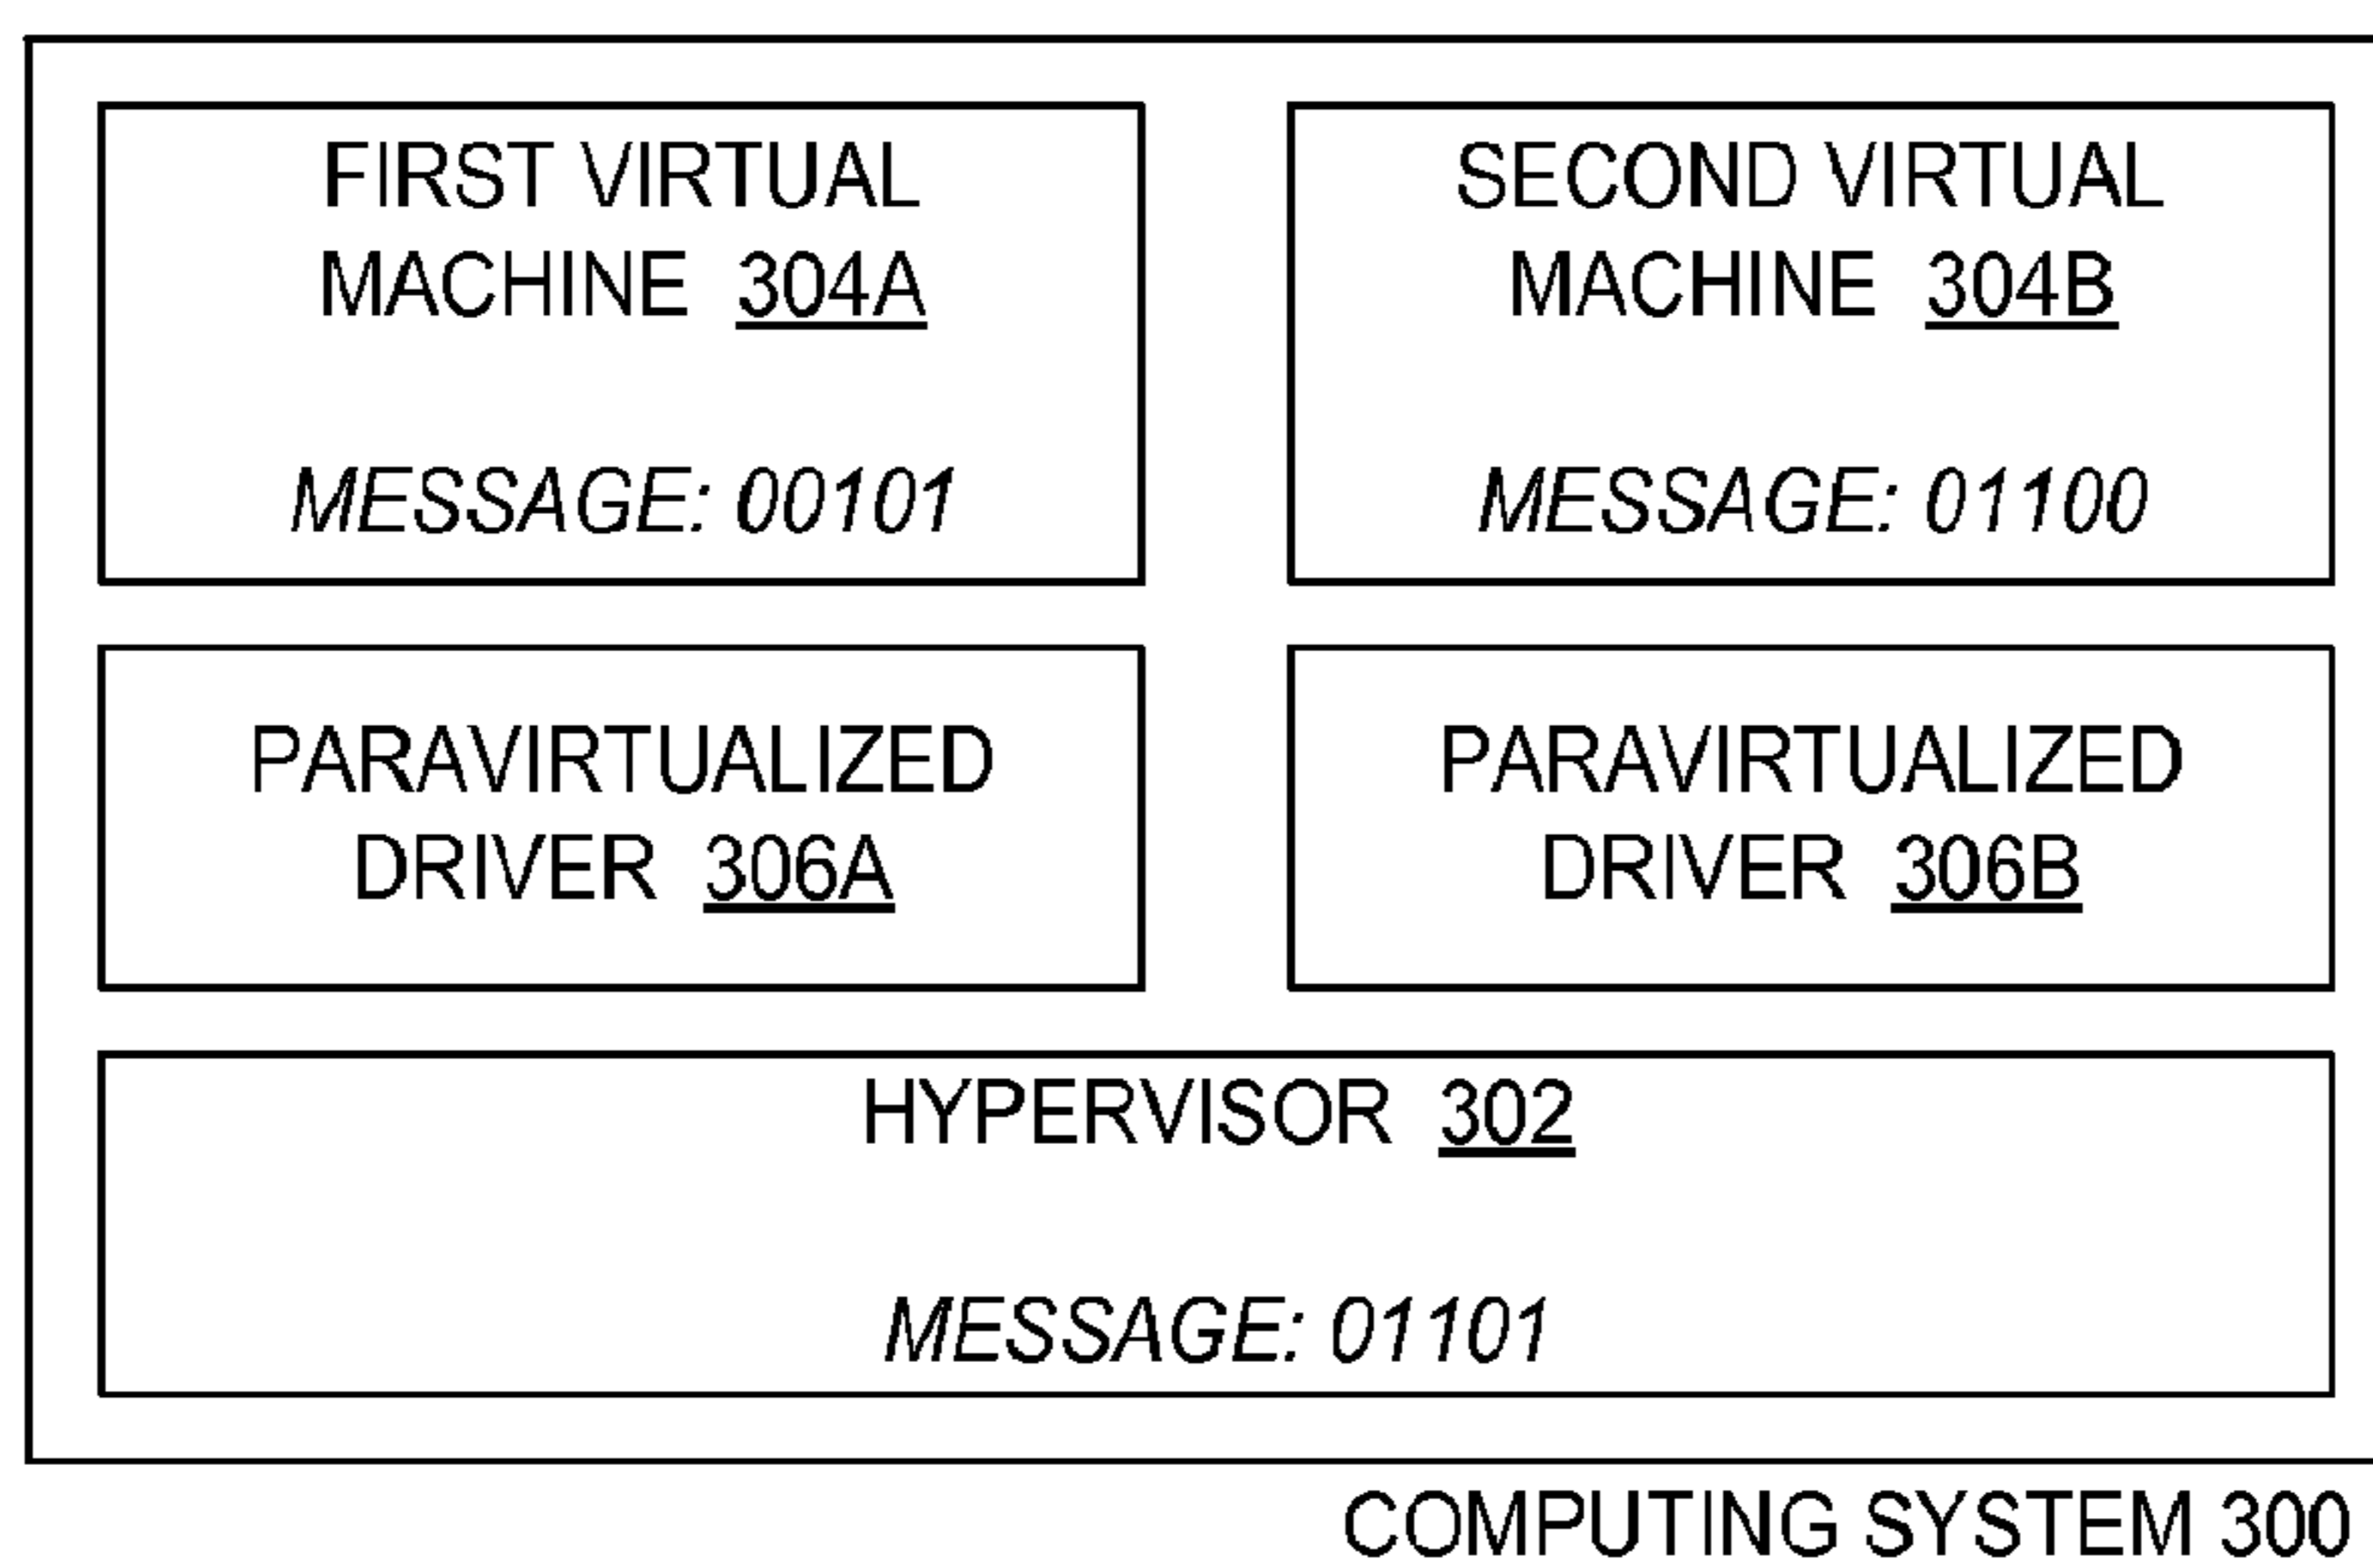 FIRST VIRTUAL
MACHINE 304A
MESSAGE: 00101
SECOND VIRTUAL
MACHINE 304B
MESSAGE: 01100
PARAVIRTUALIZED
DRIVER 306A
PARAVIRTUALIZED
DRIVER 306B
HYPERVISOR 302
MESSAGE: 01101
COMPUTING SYSTEM 300